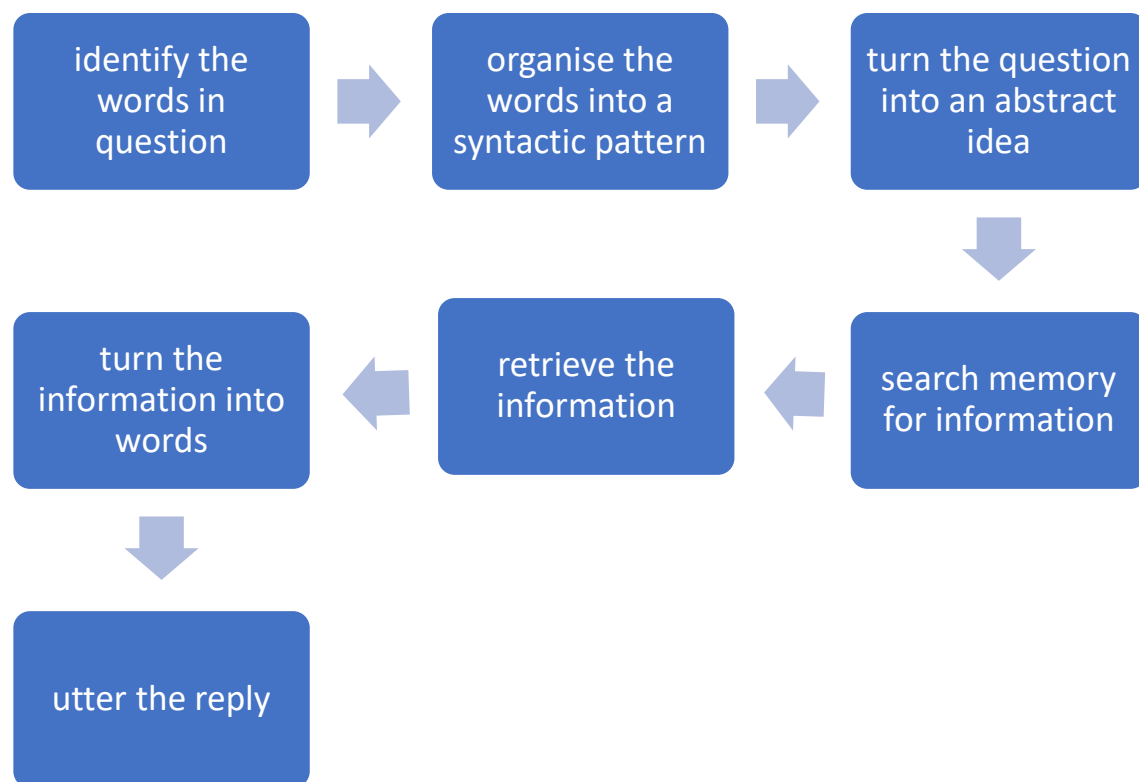 identify the
words in
question
organise the
words into a
syntactic pattern
turn the question
into an abstract
idea
search memory
for information
retrieve the
information
turn the
information into
words
utter the reply